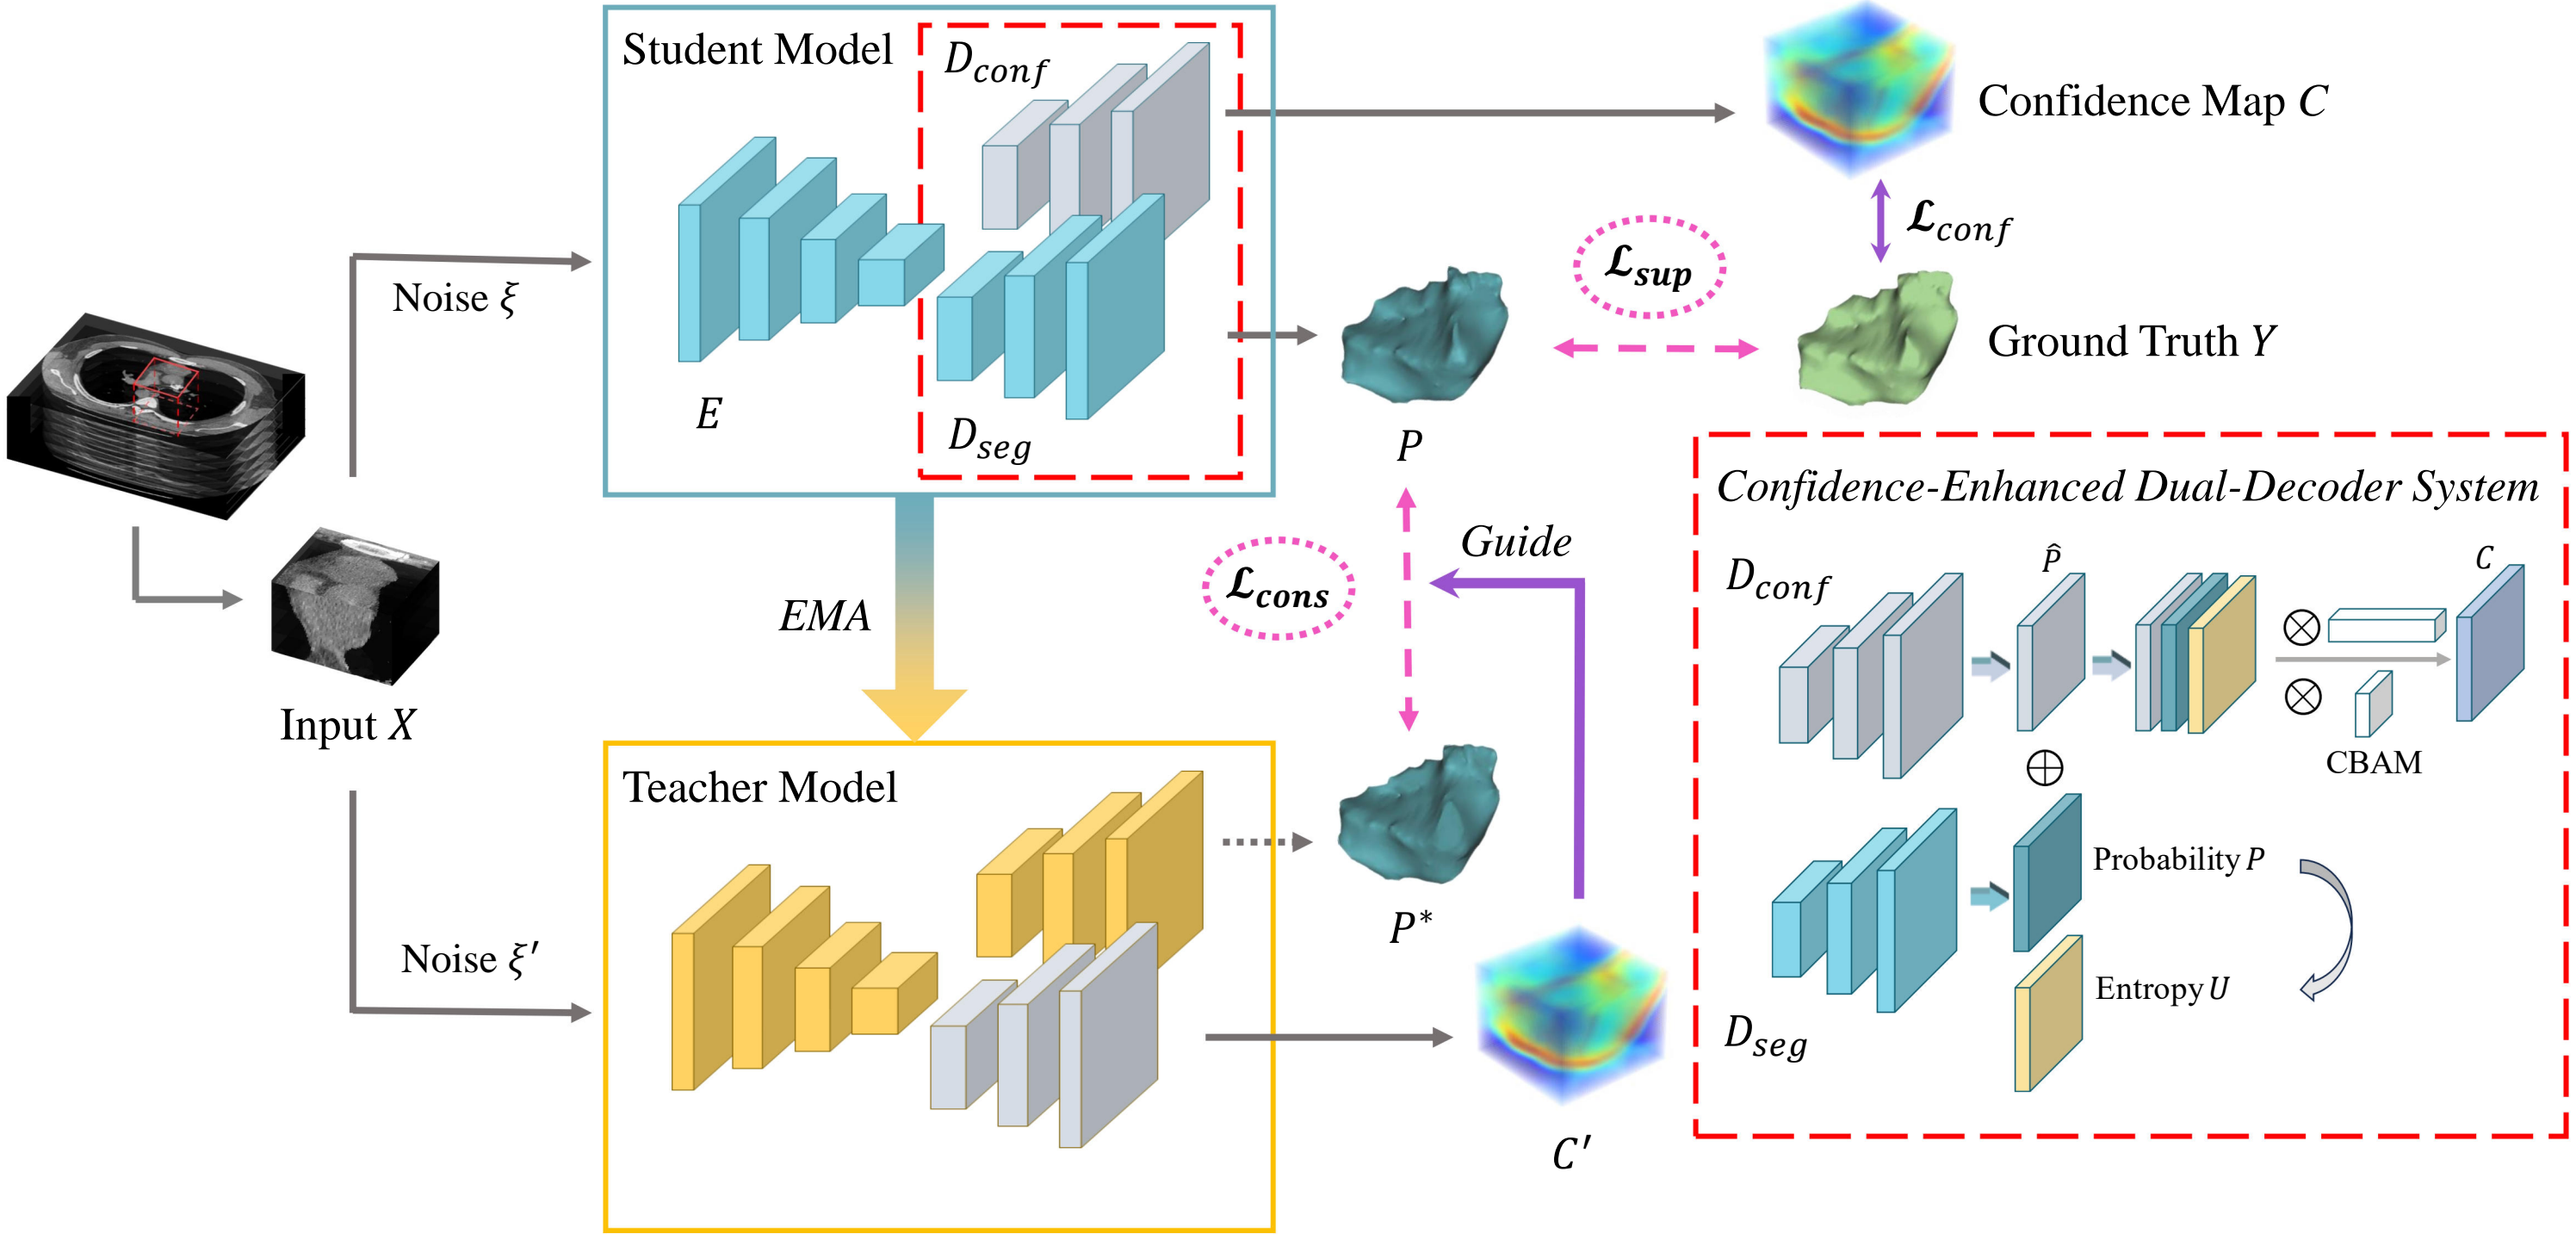 Student Model
D_conf
Confidence Map C
𝓛_conf
Noise ξ
𝓛_sup
Ground Truth Y
E
D_seg
P
Confidence-Enhanced Dual-Decoder System
Guide
EMA
𝓛_cons
D_conf
P̂
C
Input X
CBAM
Teacher Model
Probability P
P*
Noise ξ′
Entropy U
D_seg
C′